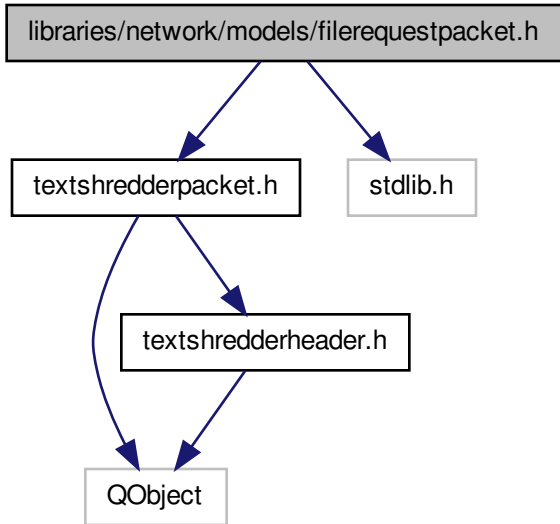 libraries/network/models/filerequestpacket.h
textshredderpacket.h
stdlib.h
textshredderheader.h
QObject